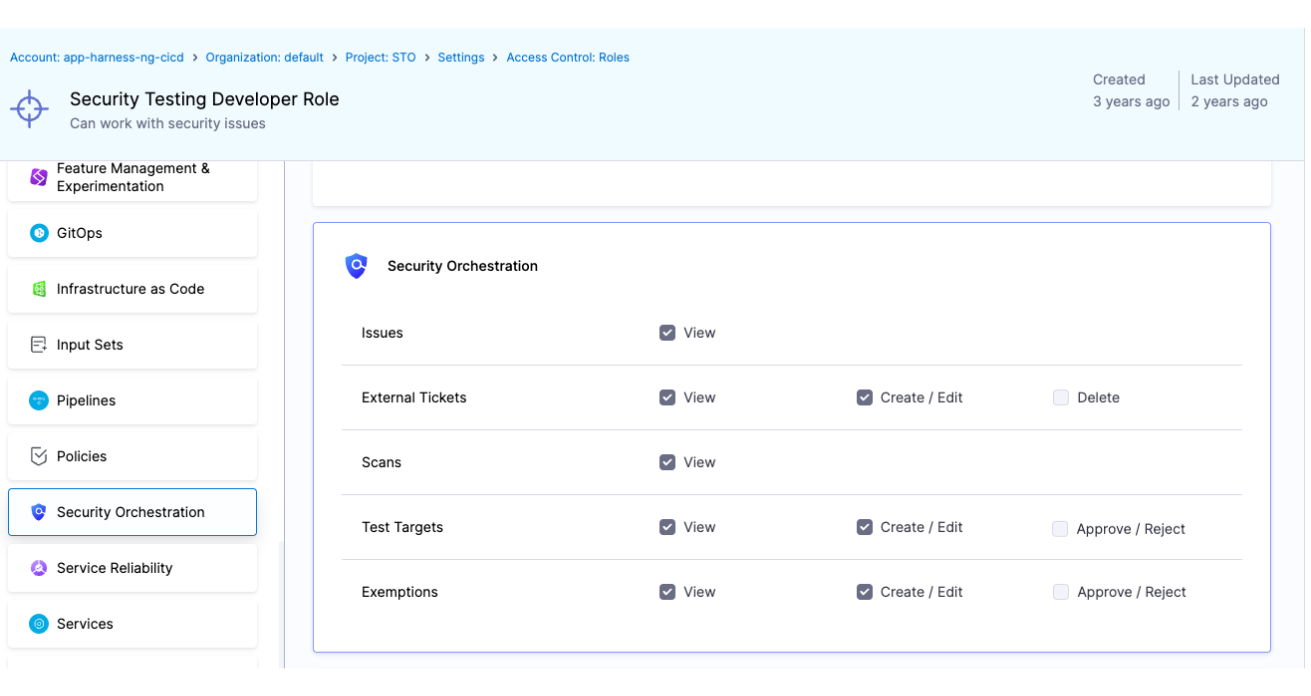 Account: app-harness-ng-cicd > Organization: default > Project: STO > Settings > Access Control: Roles
Security Testing Developer Role
Can work with security issues
Created
3 years ago
Last Updated
2 years ago
Feature Management &
Experimentation
GitOps
Infrastructure as Code
Input Sets
Pipelines
Policies
Security Orchestration
Service Reliability
Services
Security Orchestration
Issues View
External Tickets View Create / Edit Delete
Scans View
Test Targets View Create / Edit Approve / Reject
Exemptions View Create / Edit Approve / Reject